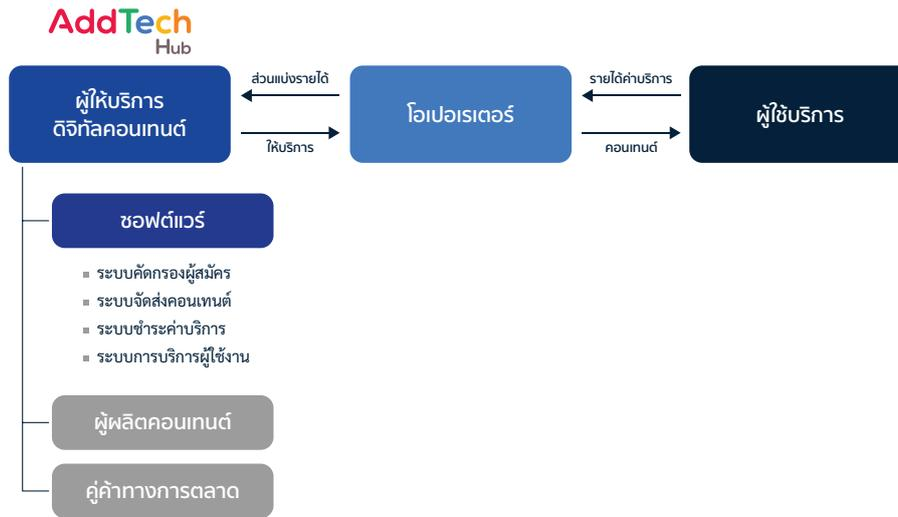 AddTech
Hub
ผู้ให้บริการ
ดิจิทัลคอนเทนต์
ส่วนแบ่งรายได้
ให้บริการ
โอเปอเรเตอร์
รายได้ค่าบริการ
คอนเทนต์
ผู้ใช้บริการ
ซอฟต์แวร์
ระบบคัดกรองผู้สมัคร
ระบบจัดส่งคอนเทนต์
ระบบชำระค่าบริการ
ระบบการบริการผู้ใช้งาน
ผู้ผลิตคอนเทนต์
คู่ค้าทางการตลาด